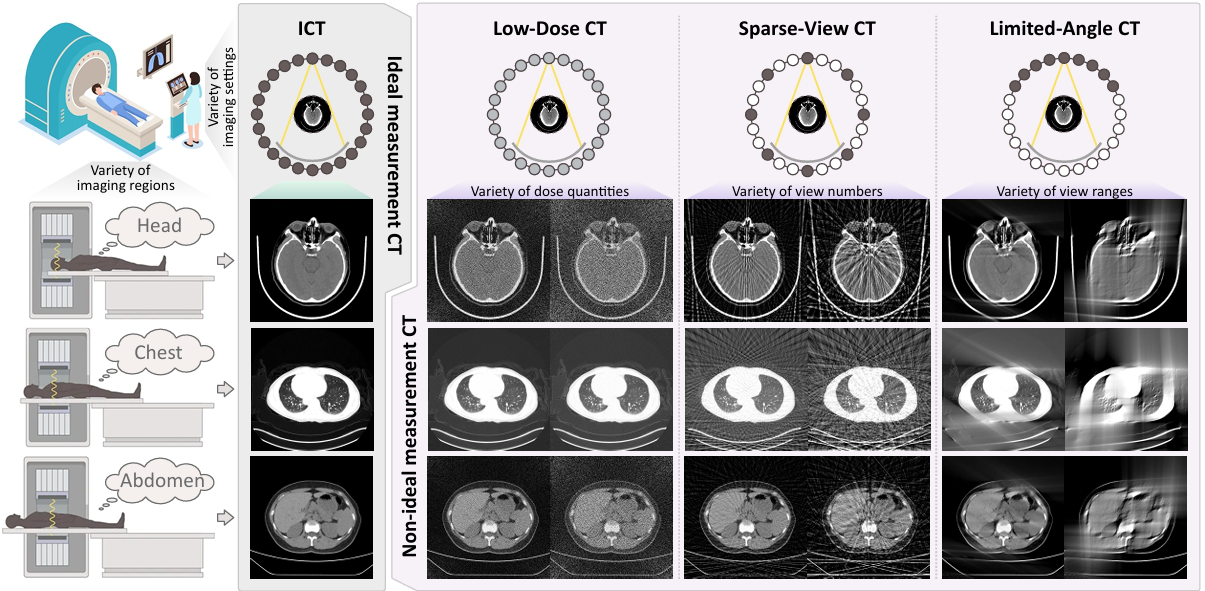 ICT
Low-Dose CT
Sparse-View CT
Limited-Angle CT
Variety of
imaging settings
Ideal measurement CT
Variety of
imaging regions
Variety of dose quantities
Variety of view numbers
Variety of view ranges
Head
Chest
Non-ideal measurement CT
Abdomen